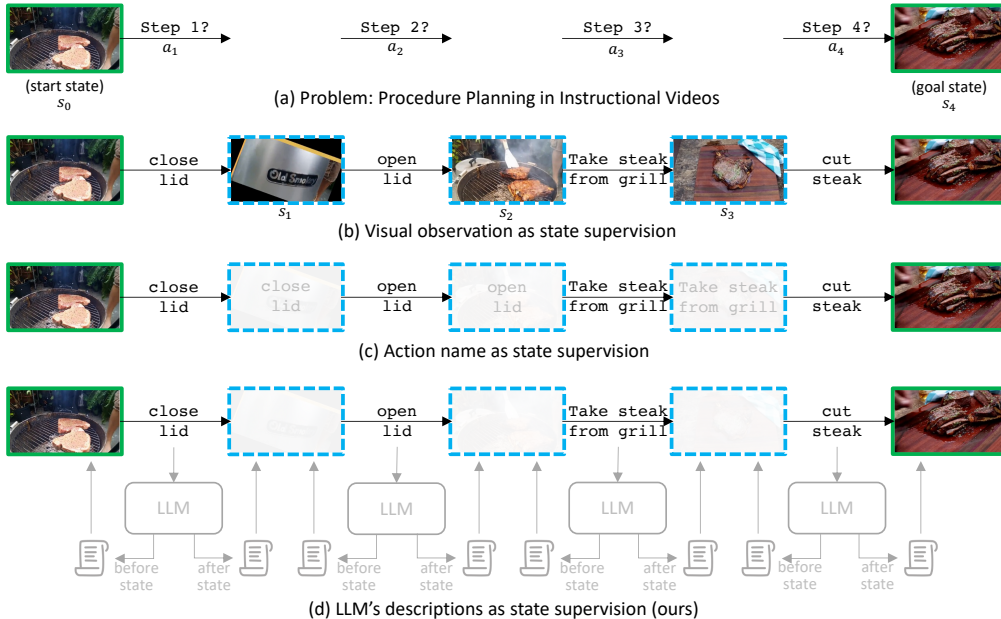 Step 1? Step 2? Step 3? Step 4?
a₁ a₂ a₃ a₄
(start state) (goal state)
s₀ s₄
(a) Problem: Procedure Planning in Instructional Videos
close open Take steak cut
lid lid from grill steak
Old Smokey
s₁ s₂ s₃
(b) Visual observation as state supervision
close close open open Take steak Take steak cut
lid lid lid lid from grill from grill steak
(c) Action name as state supervision
close open Take steak cut
lid lid from grill steak
LLM LLM LLM LLM
before after before after before after before after
state state state state state state state state
(d) LLM's descriptions as state supervision (ours)